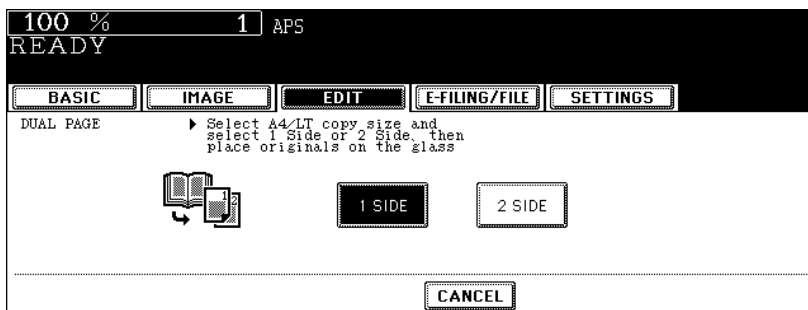 100 % 1 APS
READY
BASIC IMAGE EDIT E-FILING/FILE SETTINGS
DUAL PAGE ▶ Select A4/LT copy size and
select 1 Side or 2 Side, then
place originals on the glass
1 2
1 SIDE 2 SIDE
CANCEL